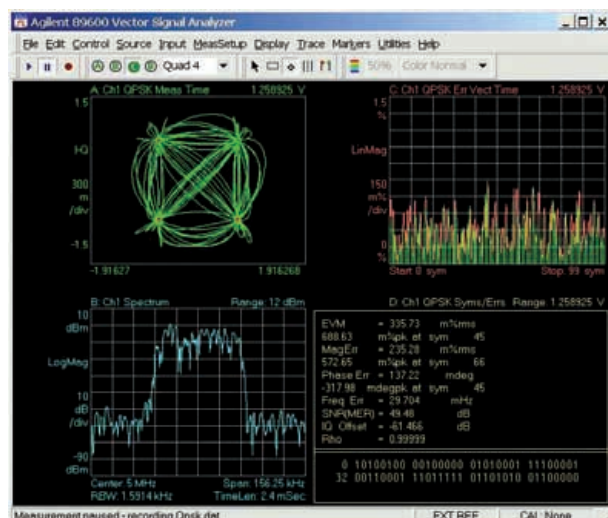 Agilent 89600 Vector Signal Analyzer
File Edit Control Source Input MeasSetup Display Trace Markers Utilities Help
Quad 4 50% Color Normal
A: Ch1 QPSK Meas Time 1.258925 V
1.5
I-Q
300
m
/div
-1.5
-1.91627 1.916268
C: Ch1 QPSK Err Vect Time 1.258925 V
1.5
%
LinMag
150
m%
/div
0
%
Start: 0 sym Stop: 99 sym
B: Ch1 Spectrum Range: 12 dBm
10
dBm
LogMag
10
dB
/div
-90
dBm
Center: 5 MHz Span: 156.25 kHz
RBW: 1.5914 kHz TimeLen: 2.4 mSec
D: Ch1 QPSK Syms/Errs Range: 1.258925 V
EVM = 335.73 m%rms
688.63 m%pk at sym 45
MagErr = 235.28 m%rms
572.65 m%pk at sym 66
Phase Err = 137.22 mdeg
-317.98 mdegpk at sym 45
Freq Err = 29.704 mHz
SNR(MER) = 49.48 dB
IQ Offset = -61.466 dB
Rho = 0.99999
0 10100100 00100000 01010001 11100001
32 00110001 11011111 01101010 01100000
Measurement paused - recording Qpsk.dat EXT REF CAL: None